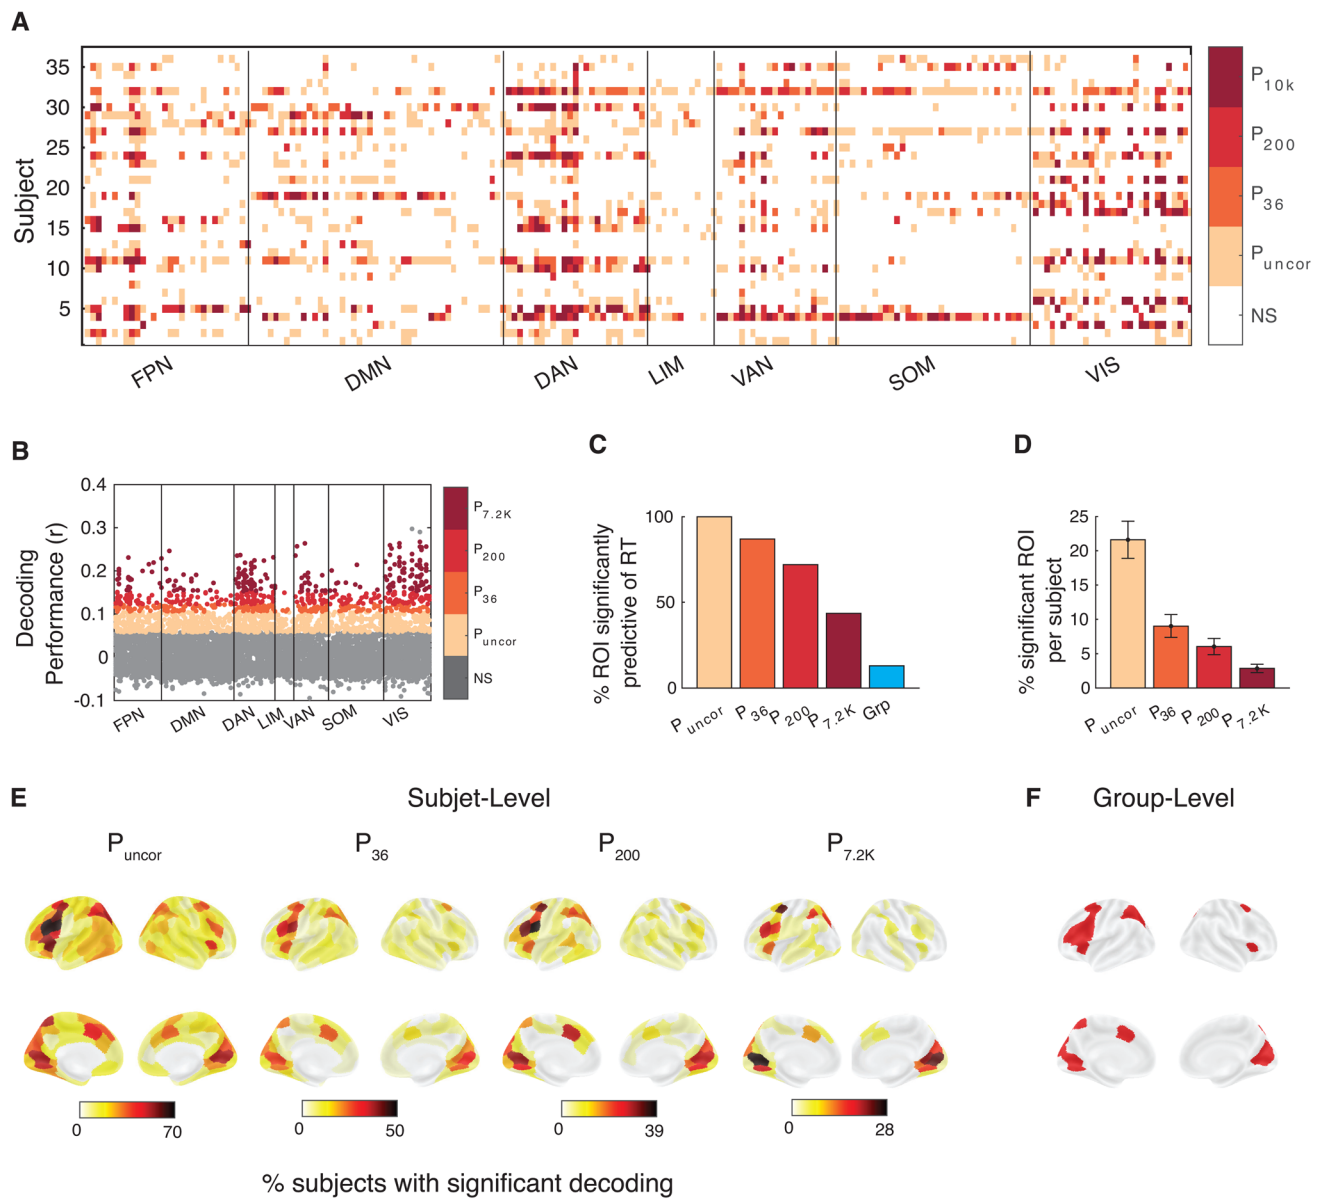 A
Subject
35
30
25
20
15
10
5
FPN
DMN
DAN
LIM
VAN
SOM
VIS
P10k
P200
P36
Puncor
NS
B
Decoding
Performance (r)
0.4
0.3
0.2
0.1
0
-0.1
FPN
DMN
DAN
LIM
VAN
SOM
VIS
P7.2K
P200
P36
Puncor
NS
C
% ROI significantly
predictive of RT
100
50
0
Puncor
P36
P200
P7.2K
Grp
D
% significant ROI
per subject
25
20
15
10
5
0
Puncor
P36
P200
P7.2K
E
Subjet-Level
Puncor
P36
P200
P7.2K
0 70
0 50
0 39
0 28
% subjects with significant decoding
F
Group-Level